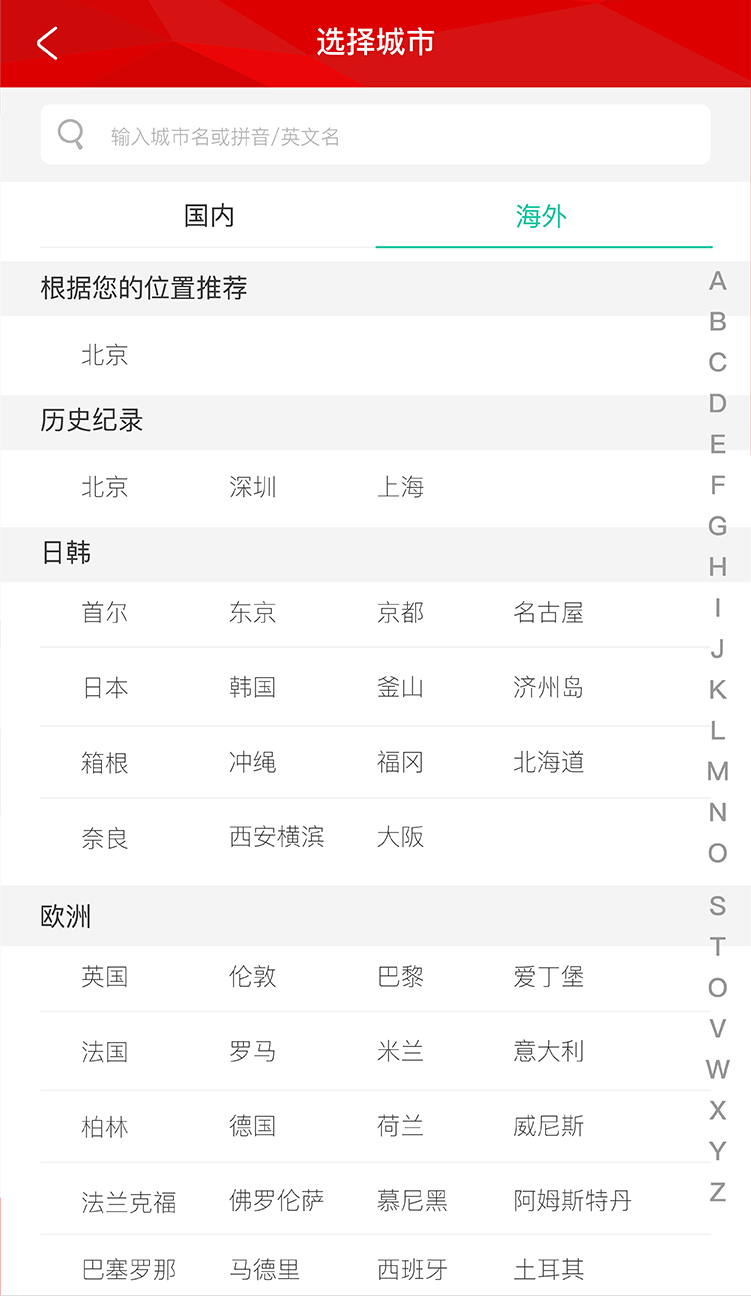 选择城市
输入城市名或拼音/英文名
国内 海外
根据您的位置推荐
北京
历史纪录
北京 深圳 上海
日韩
首尔 东京 京都 名古屋
日本 韩国 釜山 济州岛
箱根 冲绳 福冈 北海道
奈良 西安横滨 大阪
欧洲
英国 伦敦 巴黎 爱丁堡
法国 罗马 米兰 意大利
柏林 德国 荷兰 威尼斯
法兰克福 佛罗伦萨 慕尼黑 阿姆斯特丹
巴塞罗那 马德里 西班牙 土耳其
A
B
C
D
E
F
G
H
I
J
K
L
M
N
O
S
T
O
V
W
X
Y
Z